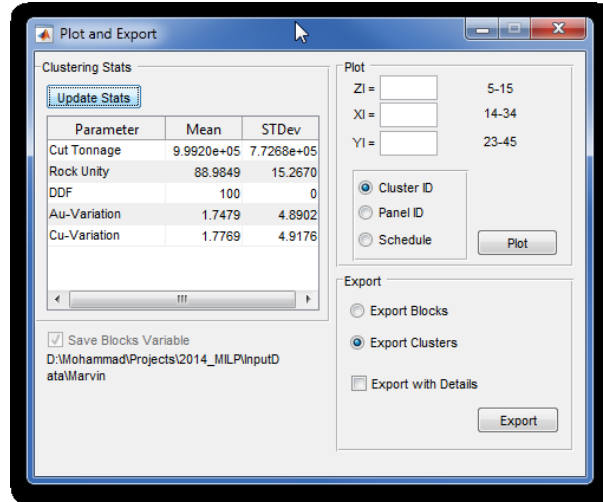 Plot and Export
Clustering Stats
Update Stats
Parameter Mean STDev
Cut Tonnage 9.9920e+05 7.7268e+05
Rock Unity 88.9849 15.2670
DDF 100 0
Au-Variation 1.7479 4.8902
Cu-Variation 1.7769 4.9176
Save Blocks Variable
D:\Mohammad\Projects\2014_MILP\InputD
ata\Marvin
Plot
ZI = 5-15
XI = 14-34
YI = 23-45
Cluster ID
Panel ID
Schedule
Plot
Export
Export Blocks
Export Clusters
Export with Details
Export